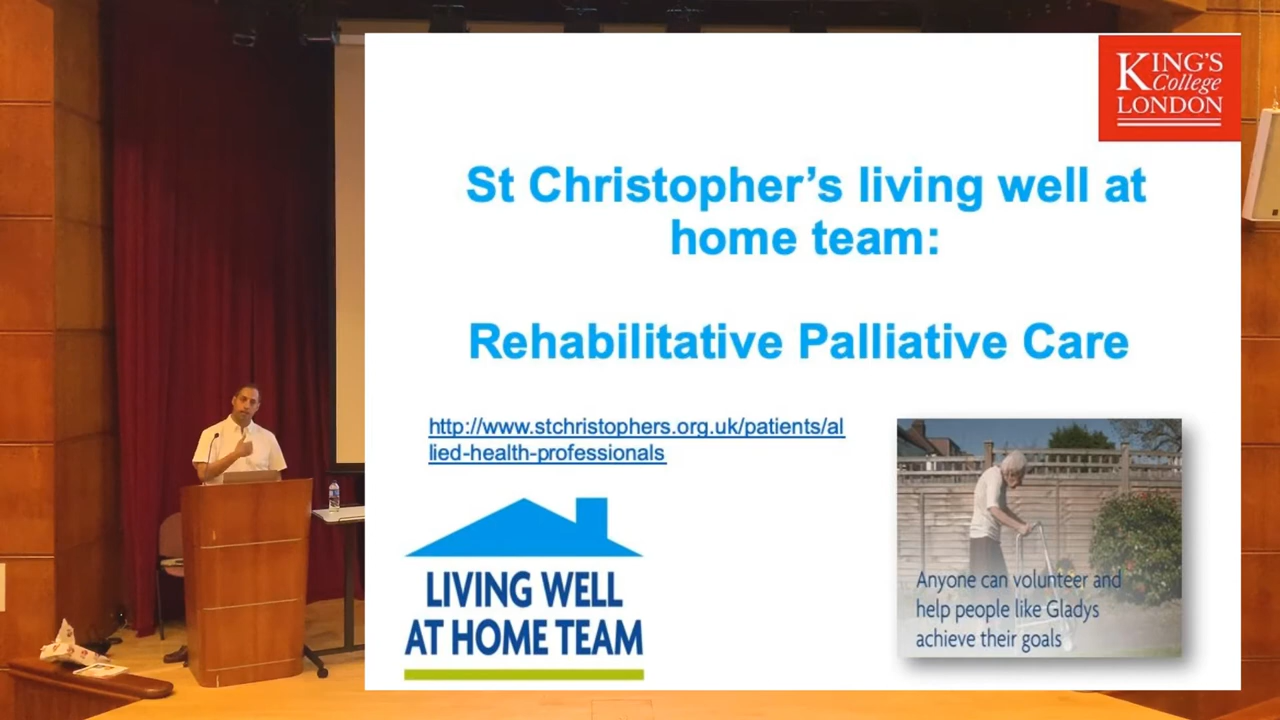 KING'S
College
LONDON
St Christopher's living well at
home team:
Rehabilitative Palliative Care
http://www.stchristophers.org.uk/patients/al
lied-health-professionals
LIVING WELL
AT HOME TEAM
Anyone can volunteer and
help people like Gladys
achieve their goals